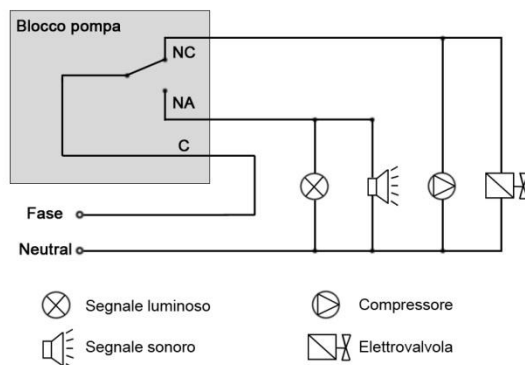 Blocco pompa
NC
NA
C
Fase
Neutral
Segnale luminoso
Compressore
Segnale sonoro
Elettrovalvola